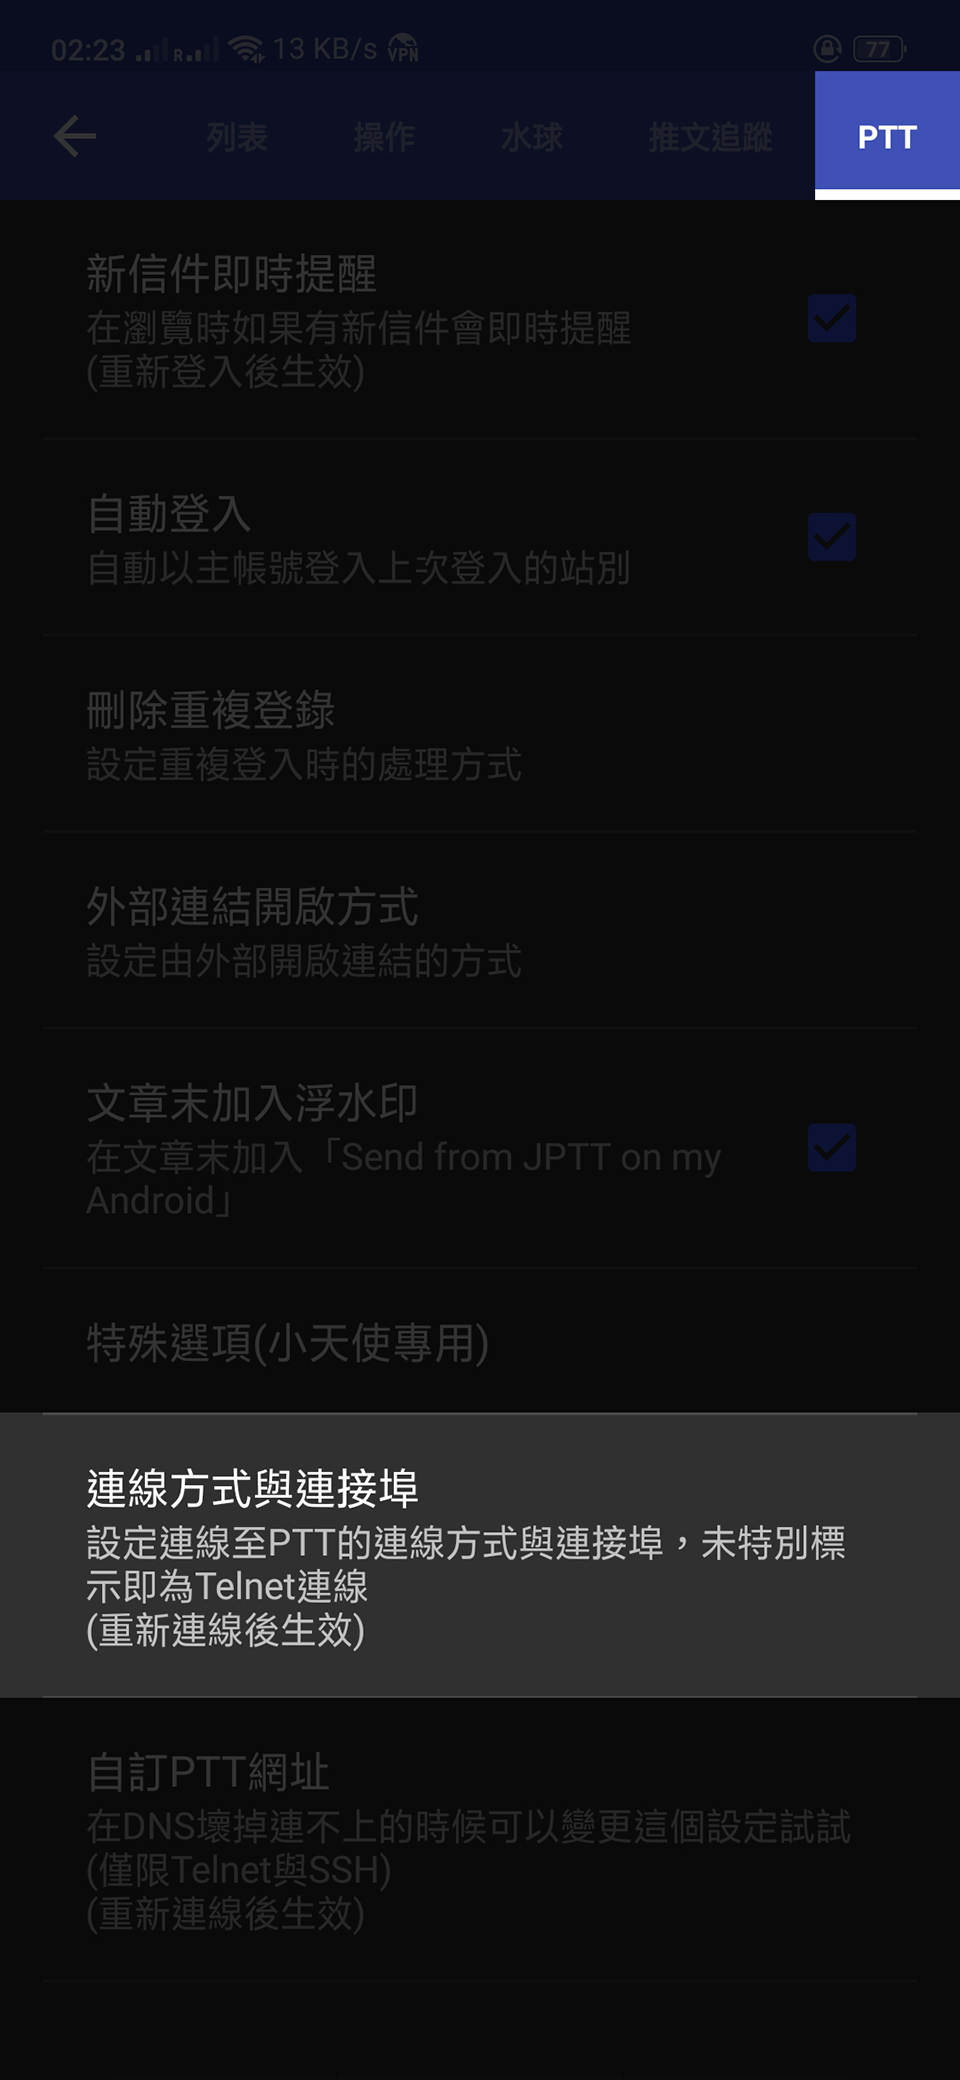 02:23 R 13 KB/s VPN 77
列表 操作 水球 推文追蹤 PTT
新信件即時提醒
在瀏覽時如果有新信件會即時提醒
(重新登入後生效)
自動登入
自動以主帳號登入上次登入的站別
刪除重複登錄
設定重複登入時的處理方式
外部連結開啟方式
設定由外部開啟連結的方式
文章末加入浮水印
在文章末加入「Send from JPTT on my
Android」
特殊選項(小天使專用)
連線方式與連接埠
設定連線至PTT的連線方式與連接埠，未特別標
示即為Telnet連線
(重新連線後生效)
自訂PTT網址
在DNS壞掉連不上的時候可以變更這個設定試試
(僅限Telnet與SSH)
(重新連線後生效)